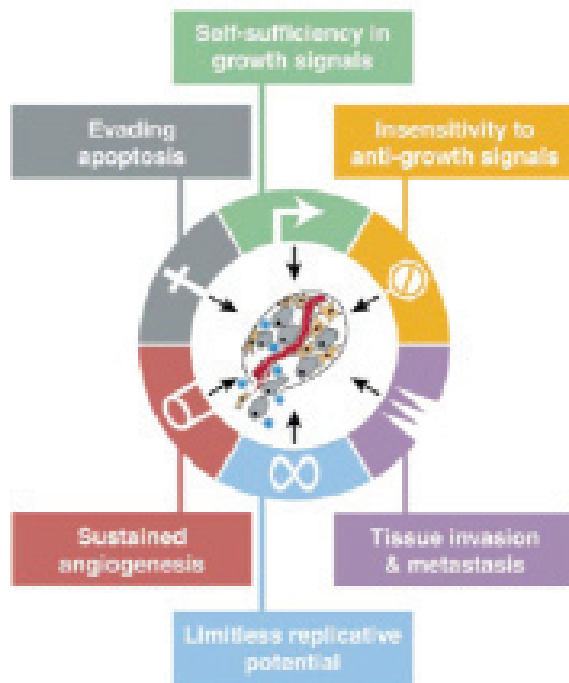 Self-sufficiency in
growth signals
Evading
apoptosis
Insensitivity to
anti-growth signals
Sustained
angiogenesis
Tissue invasion
& metastasis
Limitless replicative
potential